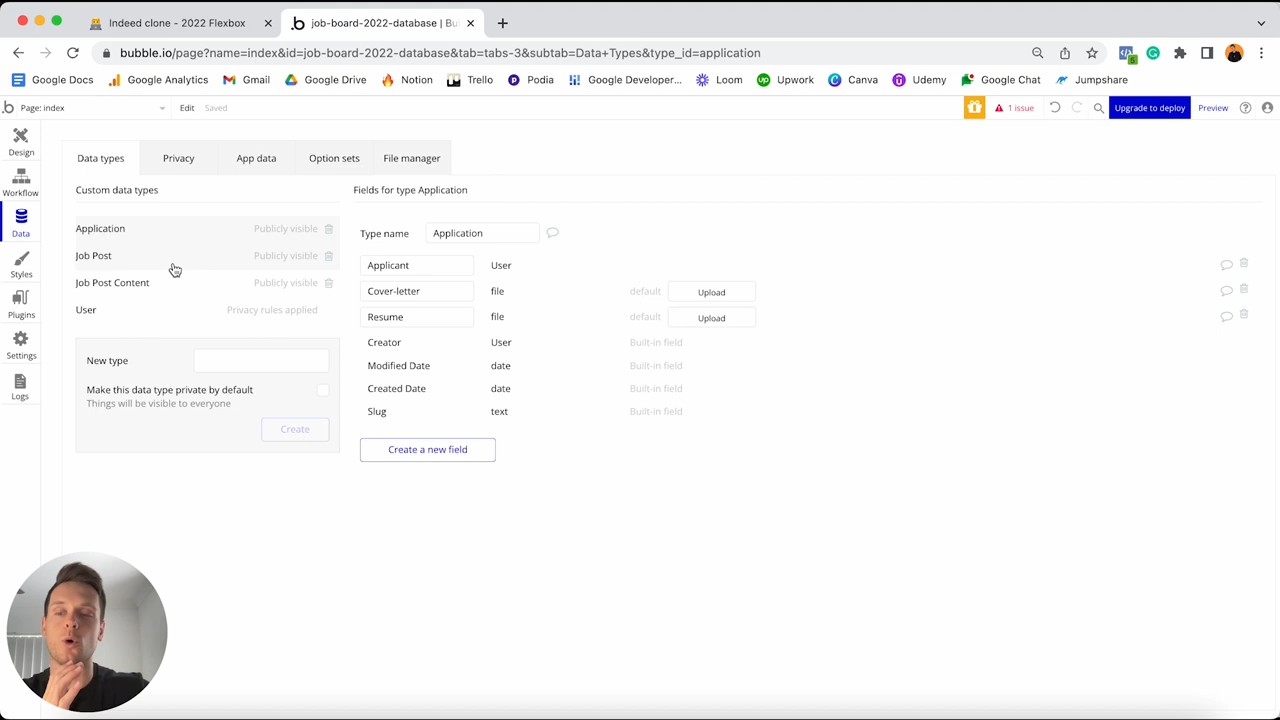 Indeed clone - 2022 Flexbox
job-board-2022-database | Bu
bubble.io/page?name=index&id=job-board-2022-database&tab=tabs-3&subtab=Data+Types&type_id=application
Google Docs Google Analytics Gmail Google Drive Notion Trello Podia Google Developer... Loom Upwork Canva Udemy Google Chat Jumpshare
Page: index Edit Saved 1 issue Upgrade to deploy Preview
Design
Workflow
Data
Styles
Plugins
Settings
Logs
Data types Privacy App data Option sets File manager
Custom data types
Application Publicly visible
Job Post Publicly visible
Job Post Content Publicly visible
User Privacy rules applied
New type
Make this data type private by default
Things will be visible to everyone
Create
Fields for type Application
Type name Application
Applicant User
Cover-letter file default Upload
Resume file default Upload
Creator User Built-in field
Modified Date date Built-in field
Created Date date Built-in field
Slug text Built-in field
Create a new field